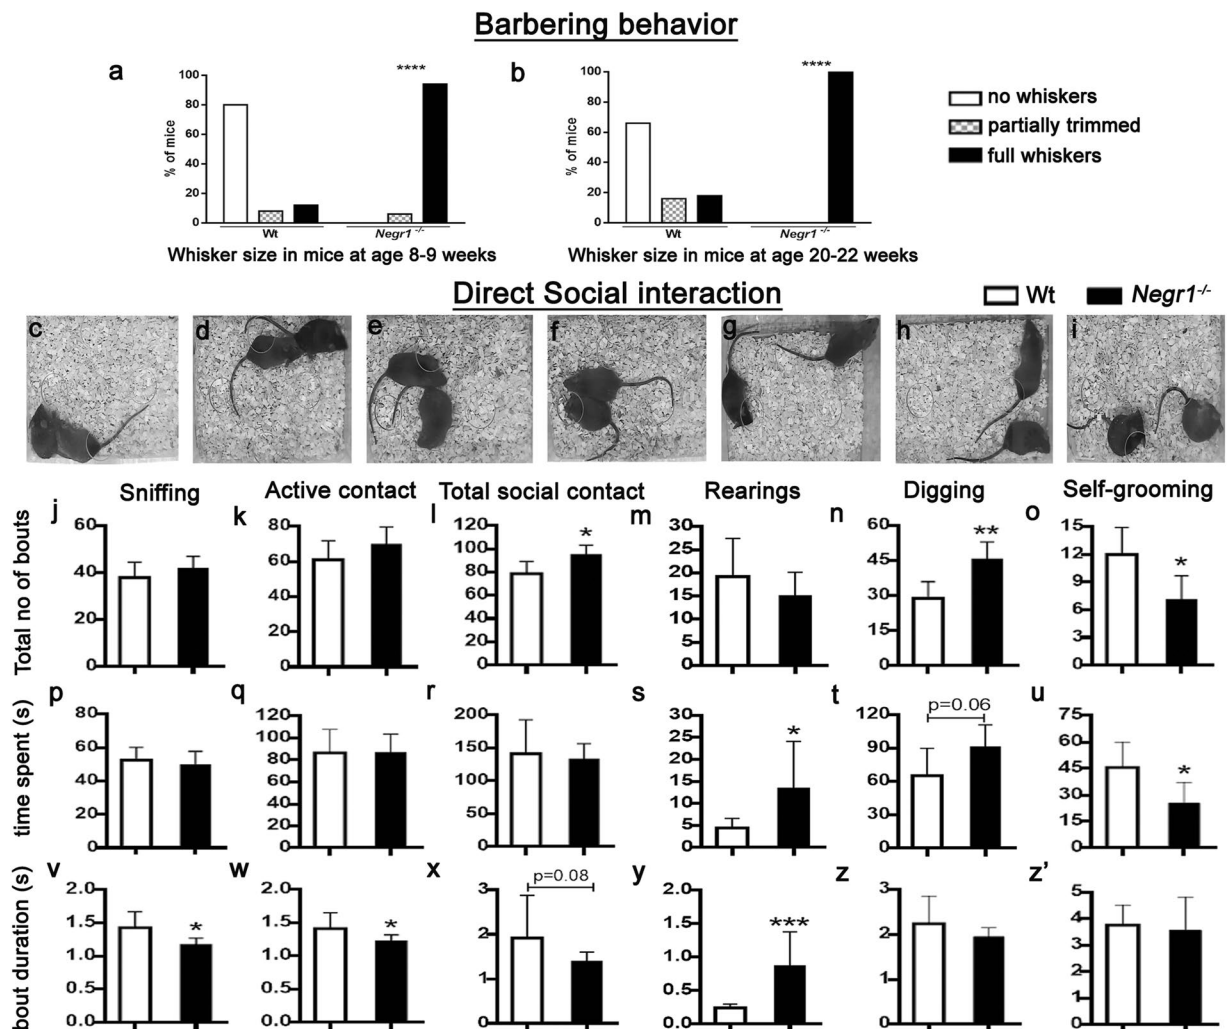 Barbering behavior
a
b
****
****
100
80
60
40
20
0
% of mice
Wt
Negr1 -/-
Whisker size in mice at age 8-9 weeks
100
80
60
40
20
0
% of mice
Wt
Negr1 -/-
Whisker size in mice at age 20-22 weeks
no whiskers
partially trimmed
full whiskers
Direct Social interaction
Wt
Negr1-/-
c
d
e
f
g
h
i
Sniffing
Active contact
Total social contact
Rearings
Digging
Self-grooming
Total no of bouts
j
60
40
20
0
k
80
60
40
20
0
l
120
100
80
60
40
20
0
*
m
30
25
20
15
10
5
0
n
60
45
30
15
0
**
o
15
12
9
6
3
0
*
time spent (s)
p
80
60
40
20
0
q
120
100
80
60
40
20
0
r
200
150
100
50
0
s
30
25
20
15
10
5
0
*
t
p=0.06
120
90
60
30
0
u
75
60
45
30
15
0
*
bout duration (s)
v
2.0
1.5
1.0
0.5
0.0
*
w
2.0
1.5
1.0
0.5
0.0
*
x
p=0.08
3
2
1
0
y
2.0
1.5
1.0
0.5
0.0
***
z
3
2
1
0
z'
5
4
3
2
1
0